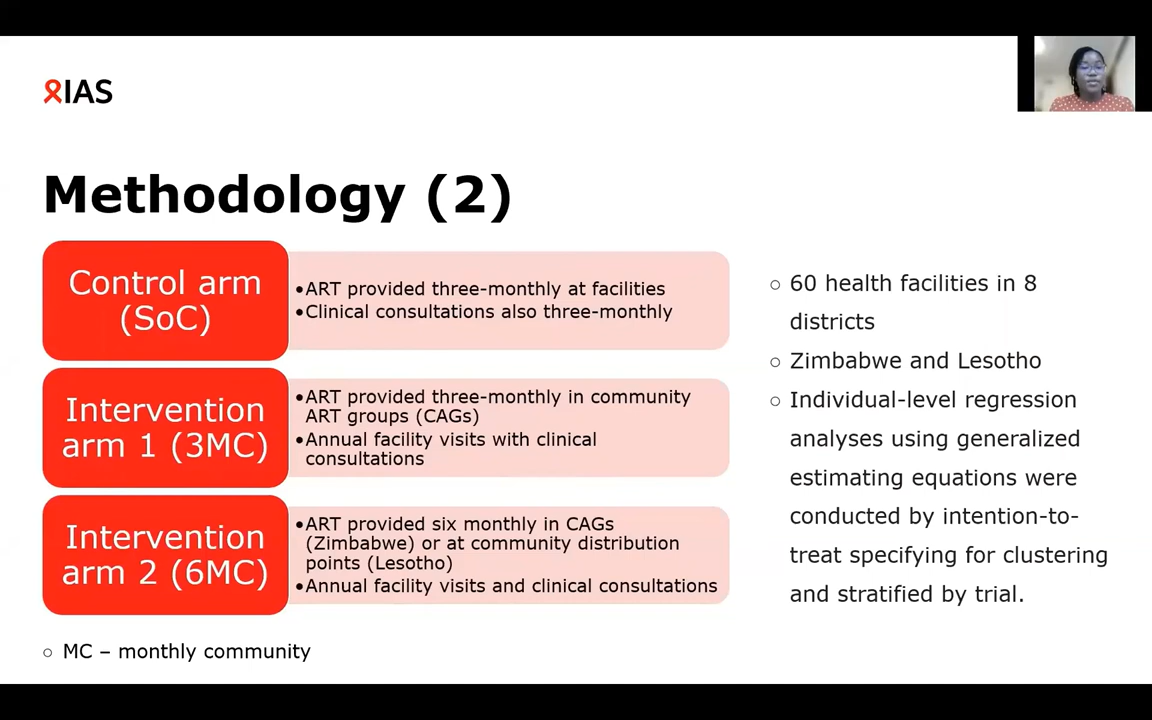 IAS
Methodology (2)
Control arm
(SoC)
•ART provided three-monthly at facilities
•Clinical consultations also three-monthly
Intervention
arm 1 (3MC)
•ART provided three-monthly in community
ART groups (CAGs)
•Annual facility visits with clinical
consultations
Intervention
arm 2 (6MC)
•ART provided six monthly in CAGs
(Zimbabwe) or at community distribution
points (Lesotho)
•Annual facility visits and clinical consultations
○ MC – monthly community
○ 60 health facilities in 8
districts
○ Zimbabwe and Lesotho
○ Individual-level regression
analyses using generalized
estimating equations were
conducted by intention-to-
treat specifying for clustering
and stratified by trial.